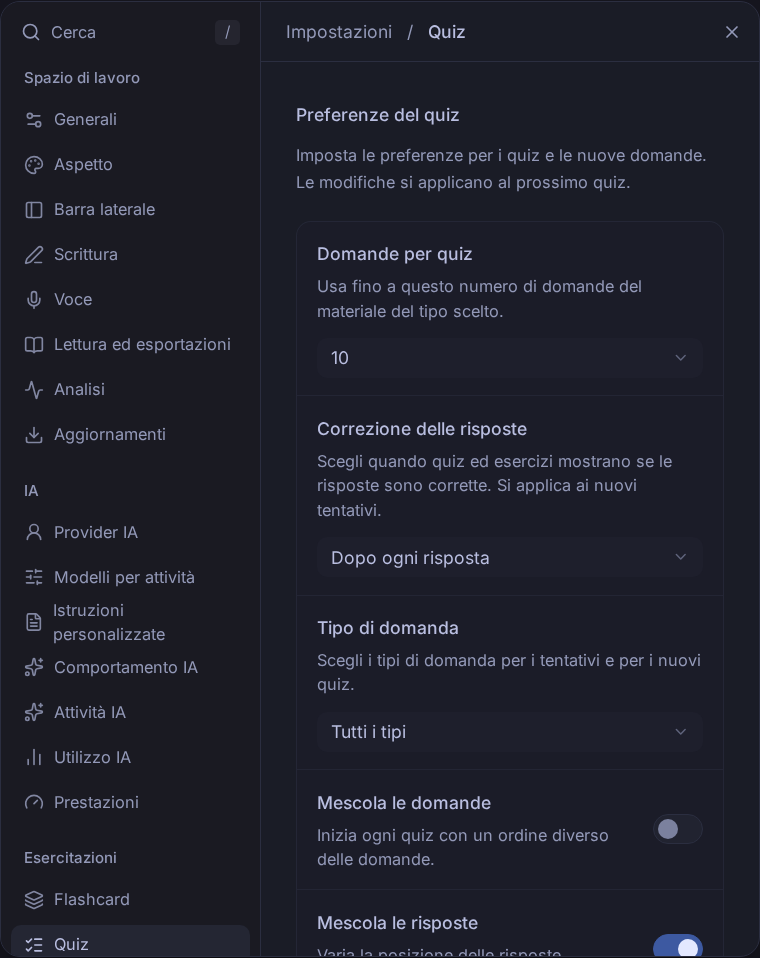 Cerca
/
Spazio di lavoro
Generali
Aspetto
Barra laterale
Scrittura
Voce
Lettura ed esportazioni
Analisi
Aggiornamenti
IA
Provider IA
Modelli per attività
Istruzioni
personalizzate
Comportamento IA
Attività IA
Utilizzo IA
Prestazioni
Esercitazioni
Flashcard
Quiz
Impostazioni / Quiz
Preferenze del quiz
Imposta le preferenze per i quiz e le nuove domande.
Le modifiche si applicano al prossimo quiz.
Domande per quiz
Usa fino a questo numero di domande del
materiale del tipo scelto.
10
Correzione delle risposte
Scegli quando quiz ed esercizi mostrano se le
risposte sono corrette. Si applica ai nuovi
tentativi.
Dopo ogni risposta
Tipo di domanda
Scegli i tipi di domanda per i tentativi e per i nuovi
quiz.
Tutti i tipi
Mescola le domande
Inizia ogni quiz con un ordine diverso
delle domande.
Mescola le risposte
Varia la posizione delle risposte